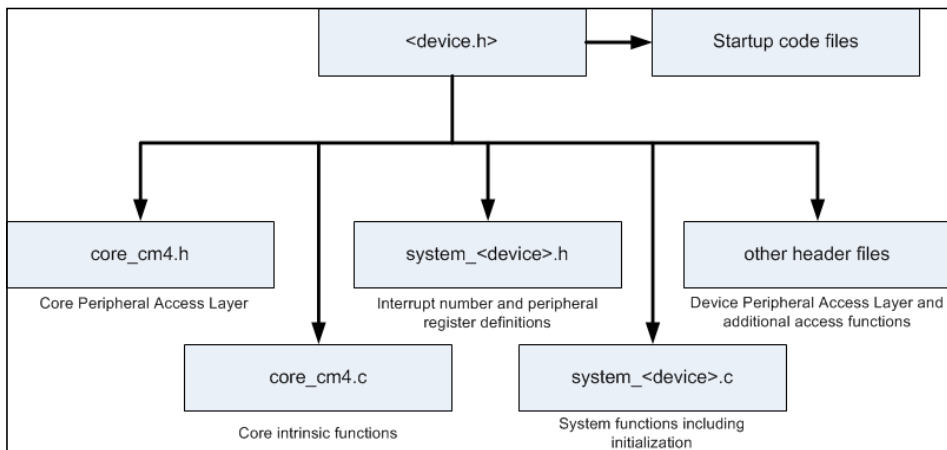 <device.h>
Startup code files
core_cm4.h
system_<device>.h
other header files
Core Peripheral Access Layer
Interrupt number and peripheral
register definitions
Device Peripheral Access Layer and
additional access functions
core_cm4.c
system_<device>.c
Core intrinsic functions
System functions including
initialization